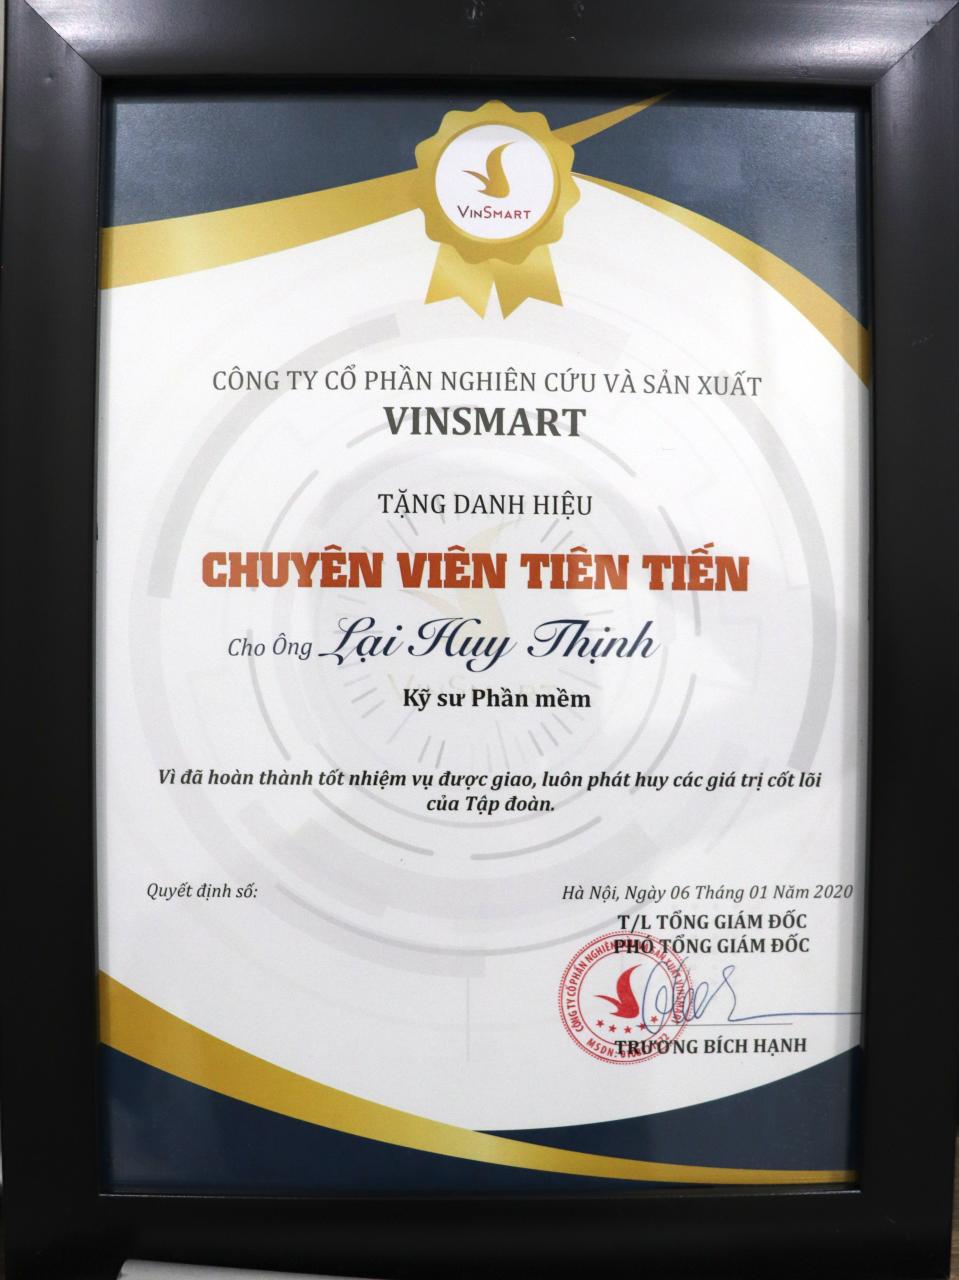 VINSMART
CÔNG TY CỔ PHẦN NGHIÊN CỨU VÀ SẢN XUẤT
VINSMART
TẶNG DANH HIỆU
CHUYÊN VIÊN TIÊN TIẾN
Cho Ông Lại Huy Thịnh
Kỹ sư Phần mềm
Vì đã hoàn thành tốt nhiệm vụ được giao, luôn phát huy các giá trị cốt lõi
của Tập đoàn.
Quyết định số:
Hà Nội, Ngày 06 Tháng 01 Năm 2020
T/L TỔNG GIÁM ĐỐC
PHÓ TỔNG GIÁM ĐỐC
CÔNG TY CỔ PHẦN NGHIÊN CỨU VÀ SẢN XUẤT VINSMART
MSDN:
TRƯƠNG BÍCH HẠNH